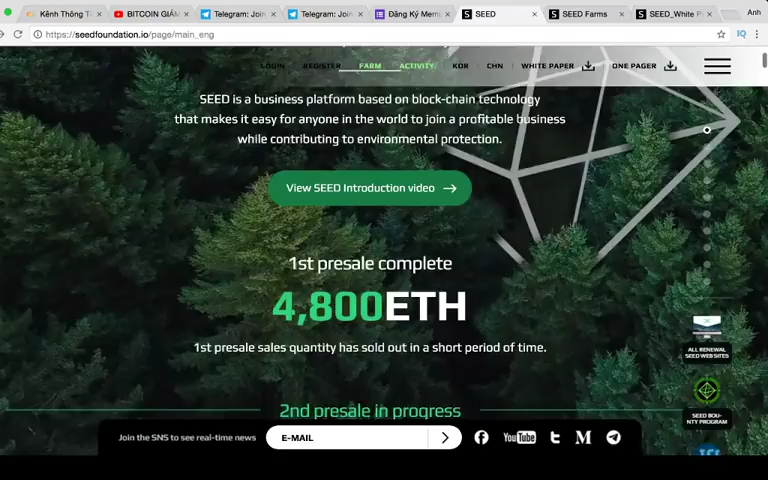 Kênh Thông T
BITCOIN GIẢM
Telegram: Join
Telegram: Join
Đăng Ký Mem
SEED
SEED Farms
SEED_White P
Anh
https://seedfoundation.io/page/main_eng
IQ
LOGIN REGISTER FARM ACTIVITY KOR CHN WHITE PAPER ONE PAGER
SEED is a business platform based on block-chain technology
that makes it easy for anyone in the world to join a profitable business
while contributing to environmental protection.
View SEED Introduction video
1st presale complete
4,800ETH
1st presale sales quantity has sold out in a short period of time.
ALL RENEWAL
SEED WEB SITES
SEED BOU-
NTY PROGRAM
2nd presale in progress
Join the SNS to see real-time news
E-MAIL
YouTube